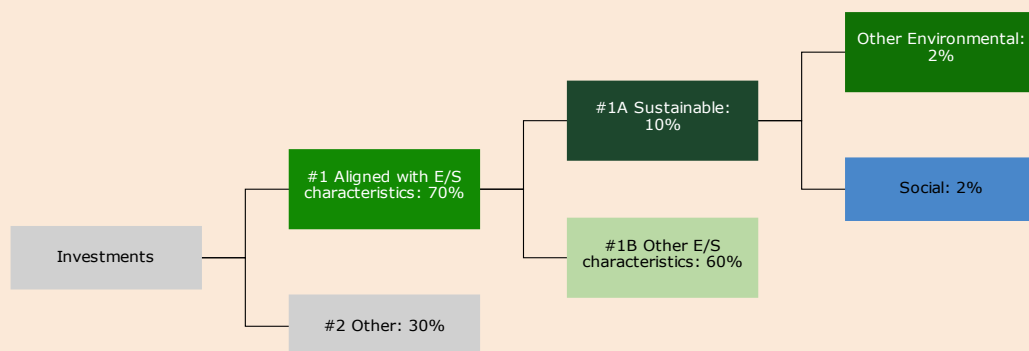 Other Environmental:
2%
#1A Sustainable:
10%
#1 Aligned with E/S
characteristics: 70%
Social: 2%
Investments
#1B Other E/S
characteristics: 60%
#2 Other: 30%